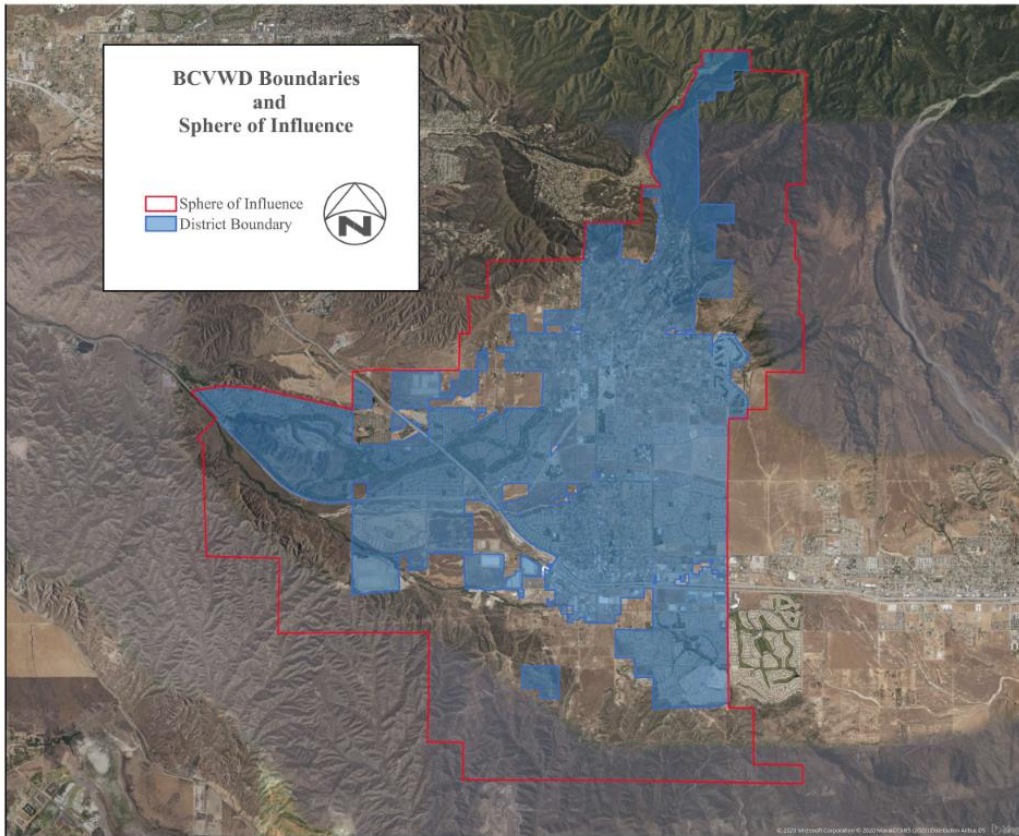 BCVWD Boundaries
and
Sphere of Influence
Sphere of Influence
District Boundary
N